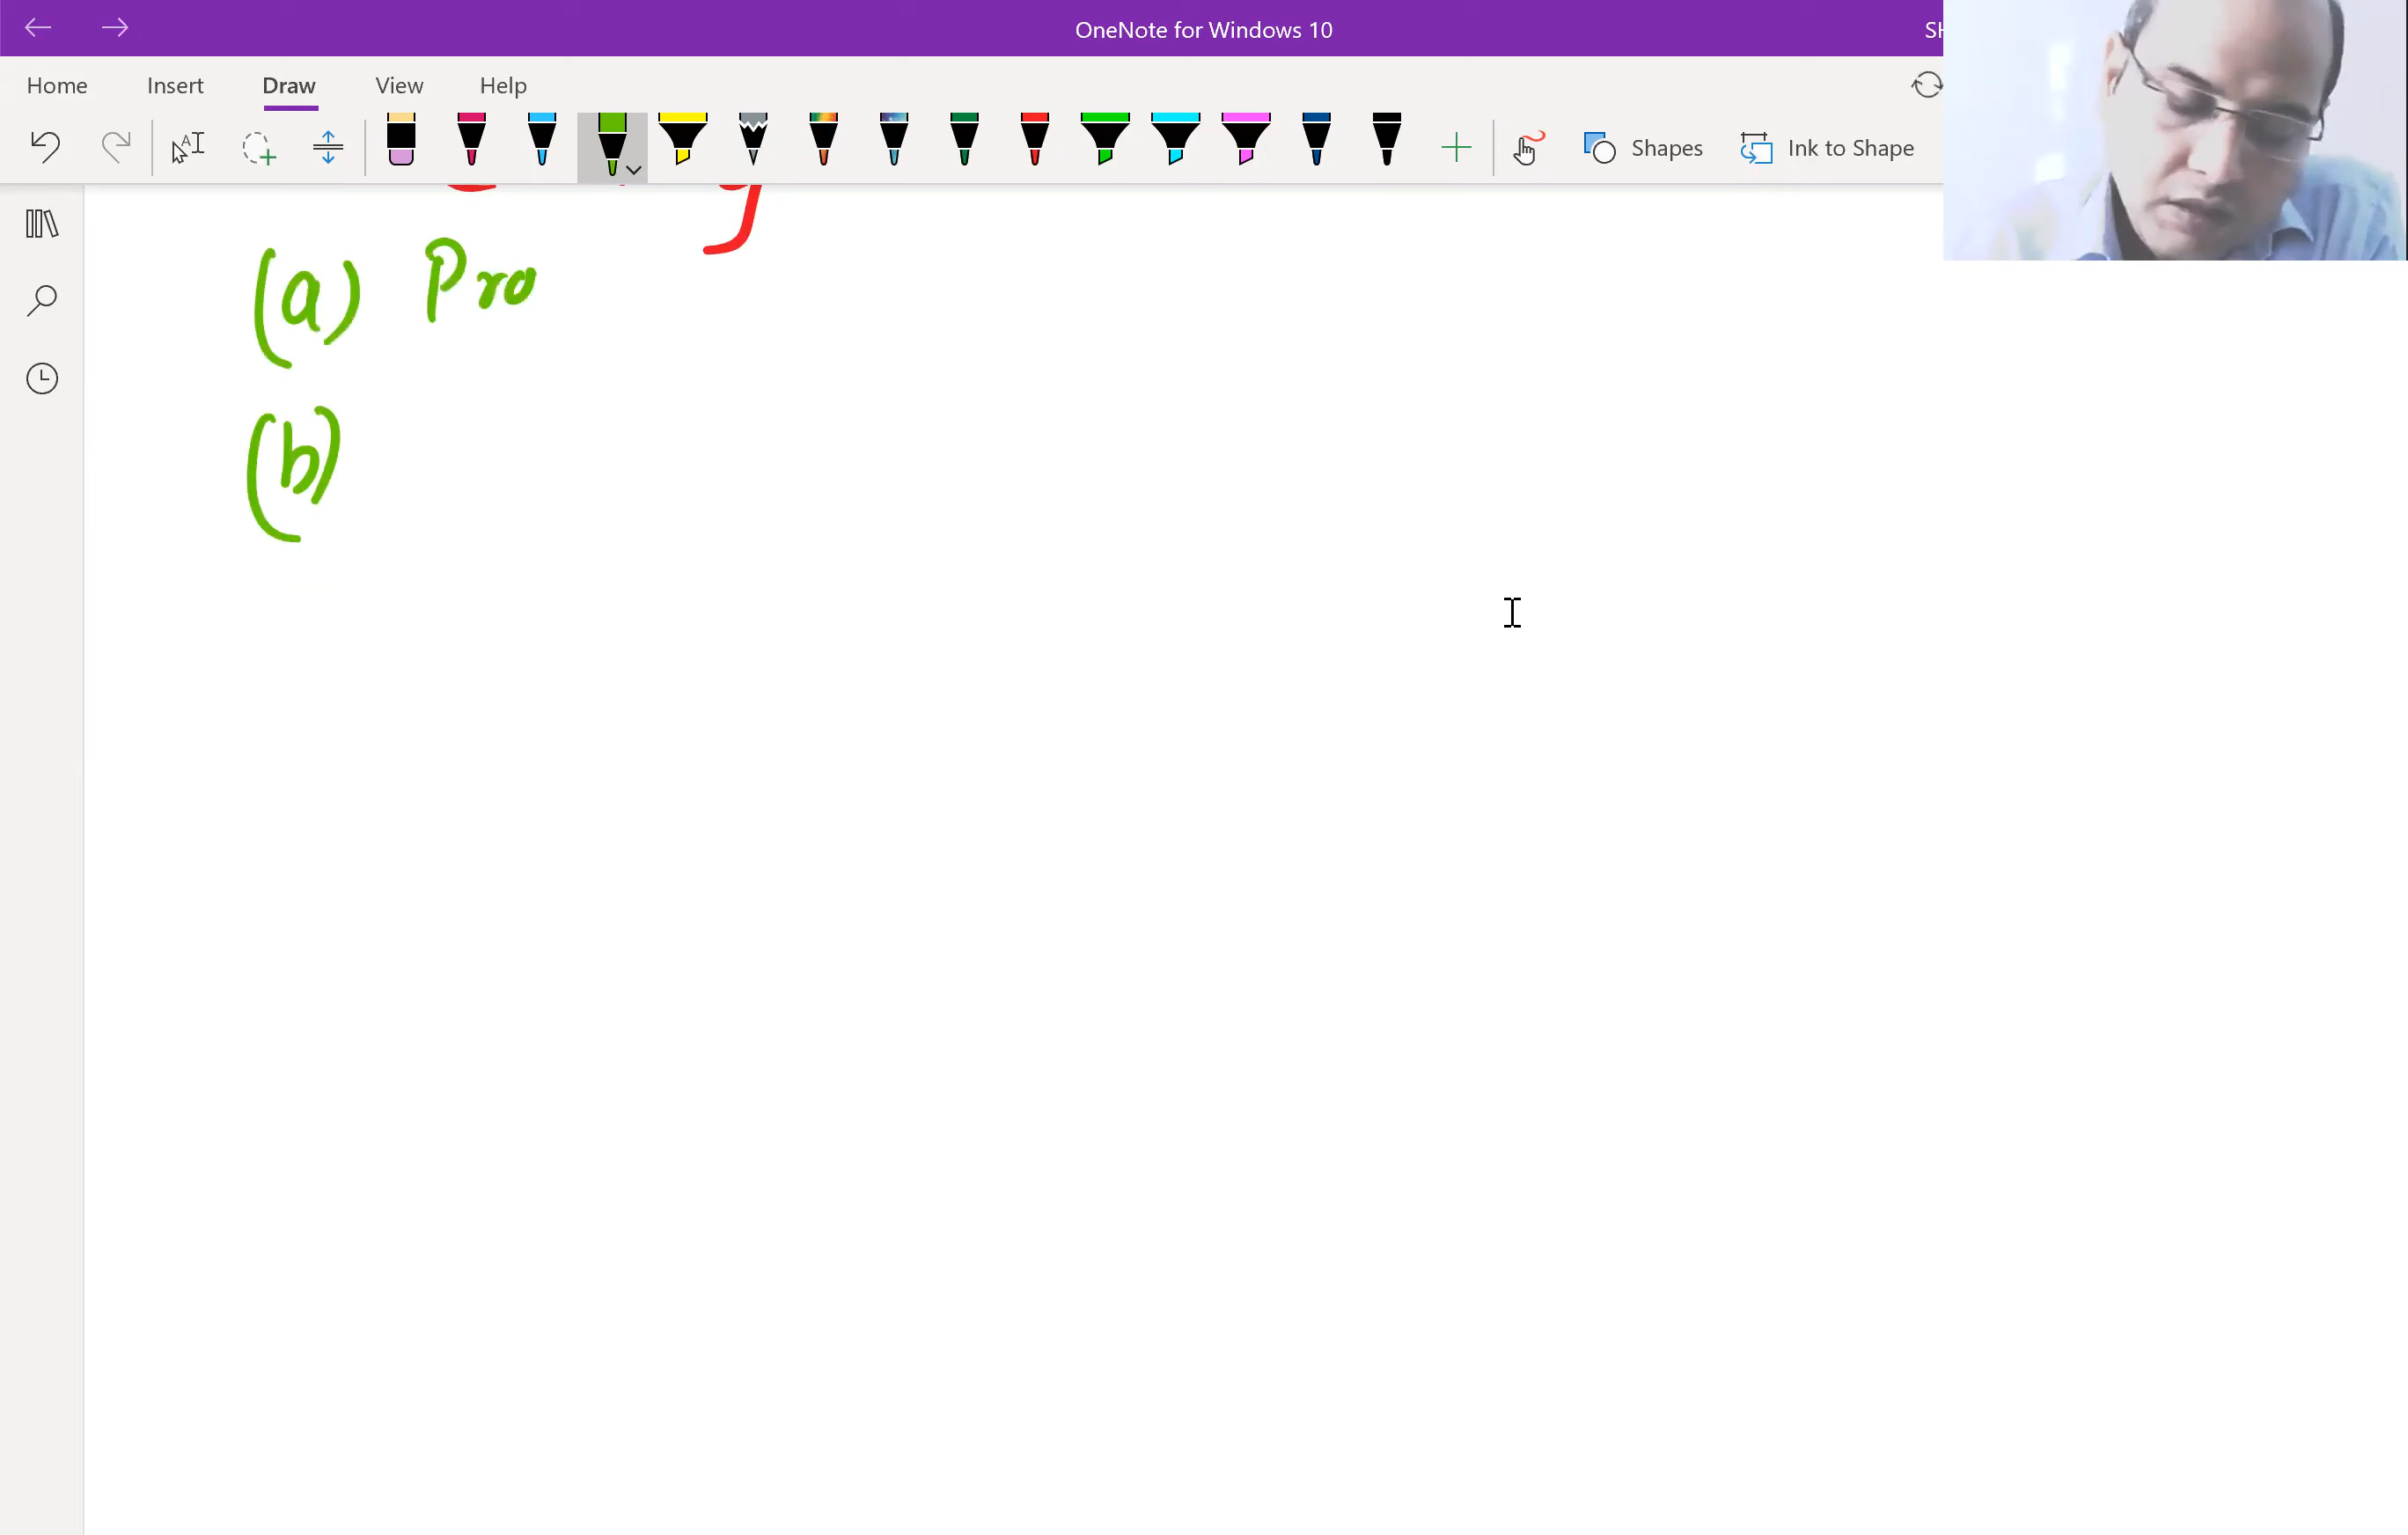 OneNote for Windows 10
Home Insert Draw View Help
Shapes Ink to Shape
(a) Pro
(b)